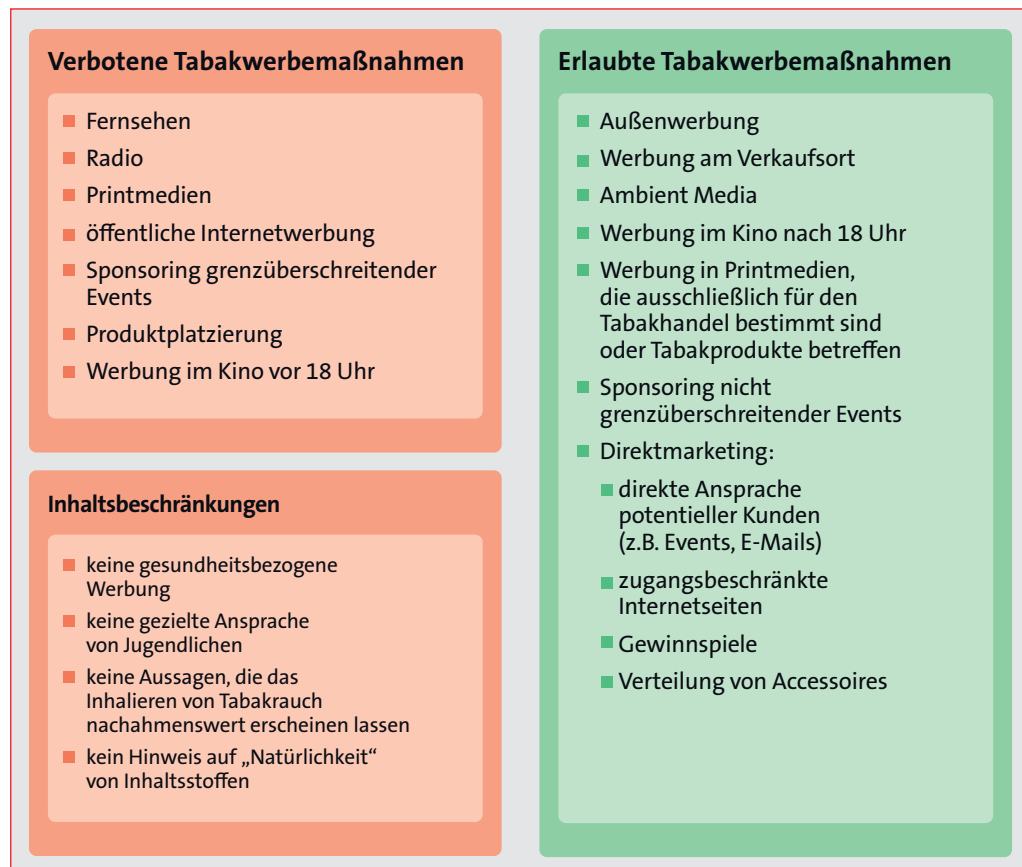 Verbotene Tabakwerbemaßnahmen
Fernsehen
Radio
Printmedien
öffentliche Internetwerbung
Sponsoring grenzüberschreitender
Events
Produktplatzierung
Werbung im Kino vor 18 Uhr
Inhaltsbeschränkungen
keine gesundheitsbezogene
Werbung
keine gezielte Ansprache
von Jugendlichen
keine Aussagen, die das
Inhalieren von Tabakrauch
nachahmenswert erscheinen lassen
kein Hinweis auf „Natürlichkeit“
von Inhaltsstoffen
Erlaubte Tabakwerbemaßnahmen
Außenwerbung
Werbung am Verkaufsort
Ambient Media
Werbung im Kino nach 18 Uhr
Werbung in Printmedien,
die ausschließlich für den
Tabakhandel bestimmt sind
oder Tabakprodukte betreffen
Sponsoring nicht
grenzüberschreitender Events
Direktmarketing:
direkte Ansprache
potentieller Kunden
(z.B. Events, E-Mails)
zugangsbeschränkte
Internetseiten
Gewinnspiele
Verteilung von Accessoires